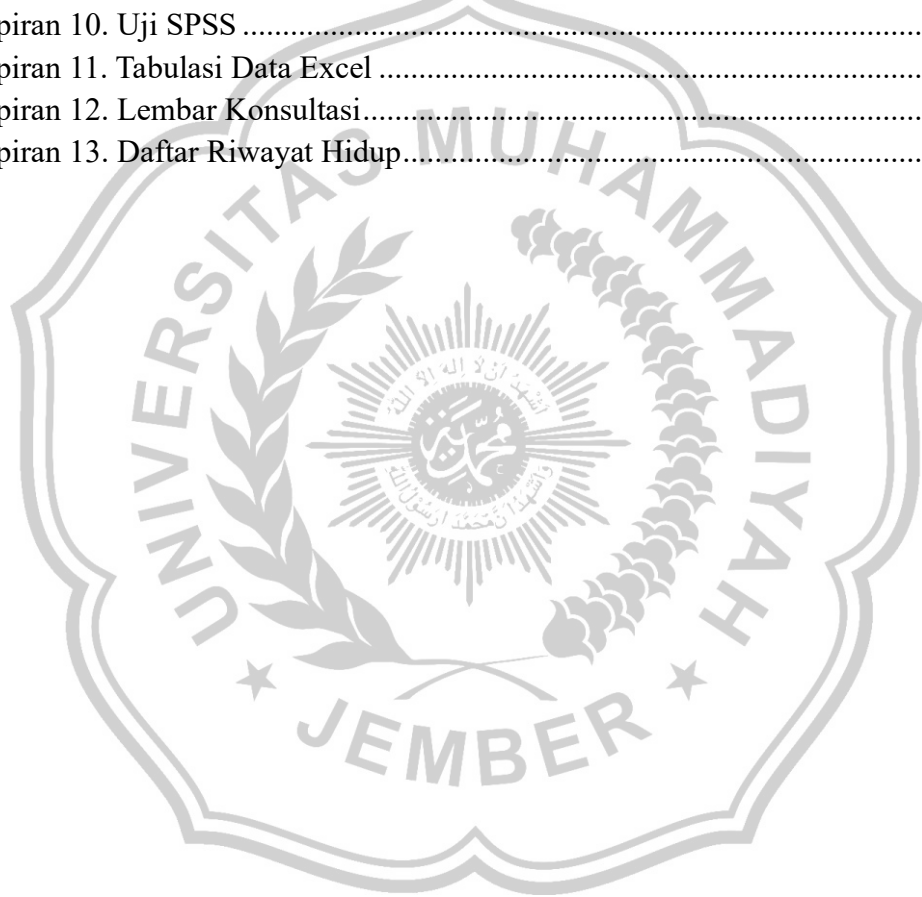 piran 10. Uji SPSS ........................................................................................
piran 11. Tabulasi Data Excel ......................................................................
piran 12. Lembar Konsultasi........................................................................
piran 13. Daftar Riwayat Hidup...................................................................
UNIVERSITAS MUHAMMADIYAH
JEMBER